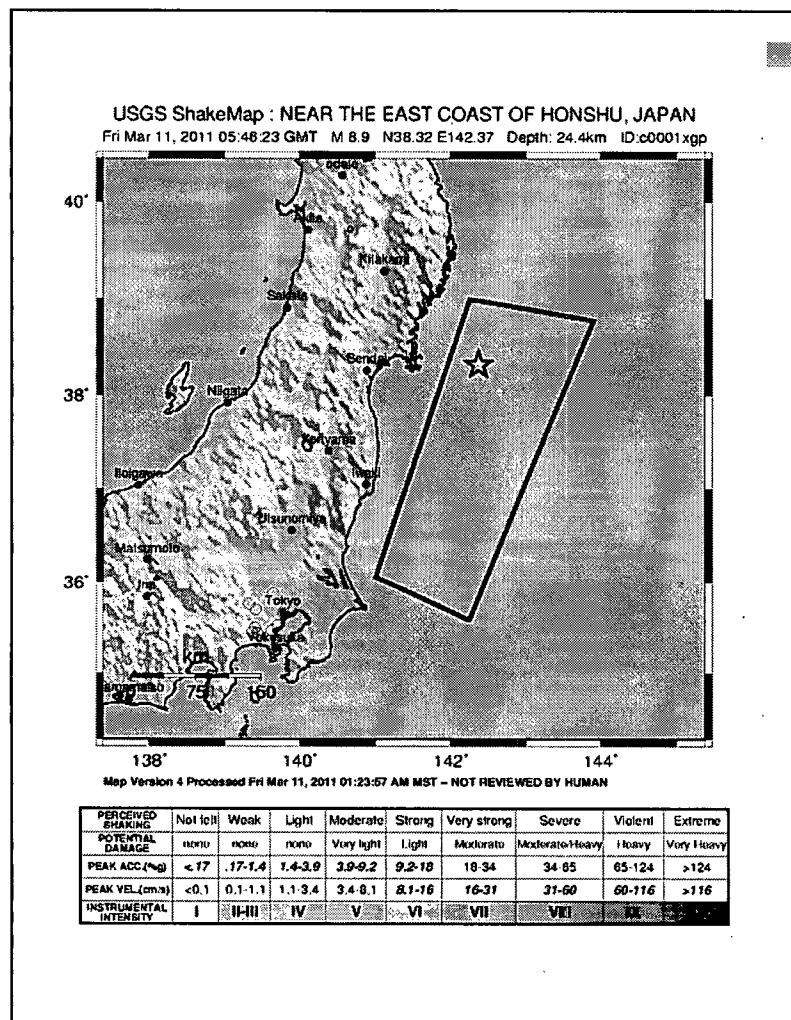 USGS ShakeMap : NEAR THE EAST COAST OF HONSHU, JAPAN
Fri Mar 11, 2011 05:46:23 GMT M 8.9 N38.32 E142.37 Depth: 24.4km ID:c0001xgp
40°
Akita
Kitakami
Sakata
Sendai
38°
Niigata
Koriyama
Iwaki
Utsunomiya
Matsumoto
36°
Ina
Tokyo
Yokosuka
km
75 150
138° 140° 142° 144°
Map Version 4 Processed Fri Mar 11, 2011 01:23:57 AM MST – NOT REVIEWED BY HUMAN
PERCEIVED SHAKING Not felt Weak Light Moderate Strong Very strong Severe Violent Extreme
POTENTIAL DAMAGE none none none Very light Light Moderate Moderate/Heavy Heavy Very Heavy
PEAK ACC.(%g) <.17 .17-1.4 1.4-3.9 3.9-9.2 9.2-18 18-34 34-65 65-124 >124
PEAK VEL.(cm/s) <0.1 0.1-1.1 1.1-3.4 3.4-8.1 8.1-16 16-31 31-60 60-116 >116
INSTRUMENTAL INTENSITY I II-III IV V VI VII VIII IX